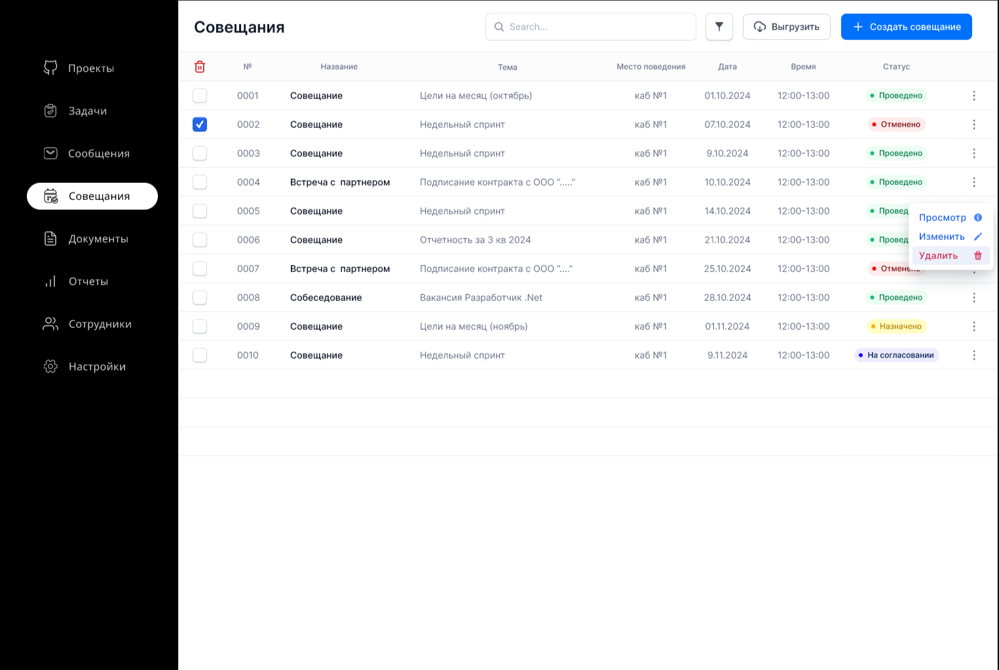 Совещания
Search...
Выгрузить
Создать совещание
Проекты
Задачи
Сообщения
Совещания
Документы
Отчеты
Сотрудники
Настройки
№ Название Тема Место поведения Дата Время Статус
0001 Совещание Цели на месяц (октябрь) каб №1 01.10.2024 12:00-13:00 Проведено
0002 Совещание Недельный спринт каб №1 07.10.2024 12:00-13:00 Отменено
0003 Совещание Недельный спринт каб №1 9.10.2024 12:00-13:00 Проведено
0004 Встреча с партнером Подписание контракта с ООО “.....” каб №1 10.10.2024 12:00-13:00 Проведено
0005 Совещание Недельный спринт каб №1 14.10.2024 12:00-13:00 Провед
0006 Совещание Отчетность за 3 кв 2024 каб №1 21.10.2024 12:00-13:00 Провед
0007 Встреча с партнером Подписание контракта с ООО “....” каб №1 25.10.2024 12:00-13:00 Отменено
0008 Собеседование Вакансия Разработчик .Net каб №1 28.10.2024 12:00-13:00 Проведено
0009 Совещание Цели на месяц (ноябрь) каб №1 01.11.2024 12:00-13:00 Назначено
0010 Совещание Недельный спринт каб №1 9.11.2024 12:00-13:00 На согласовании
Просмотр
Изменить
Удалить